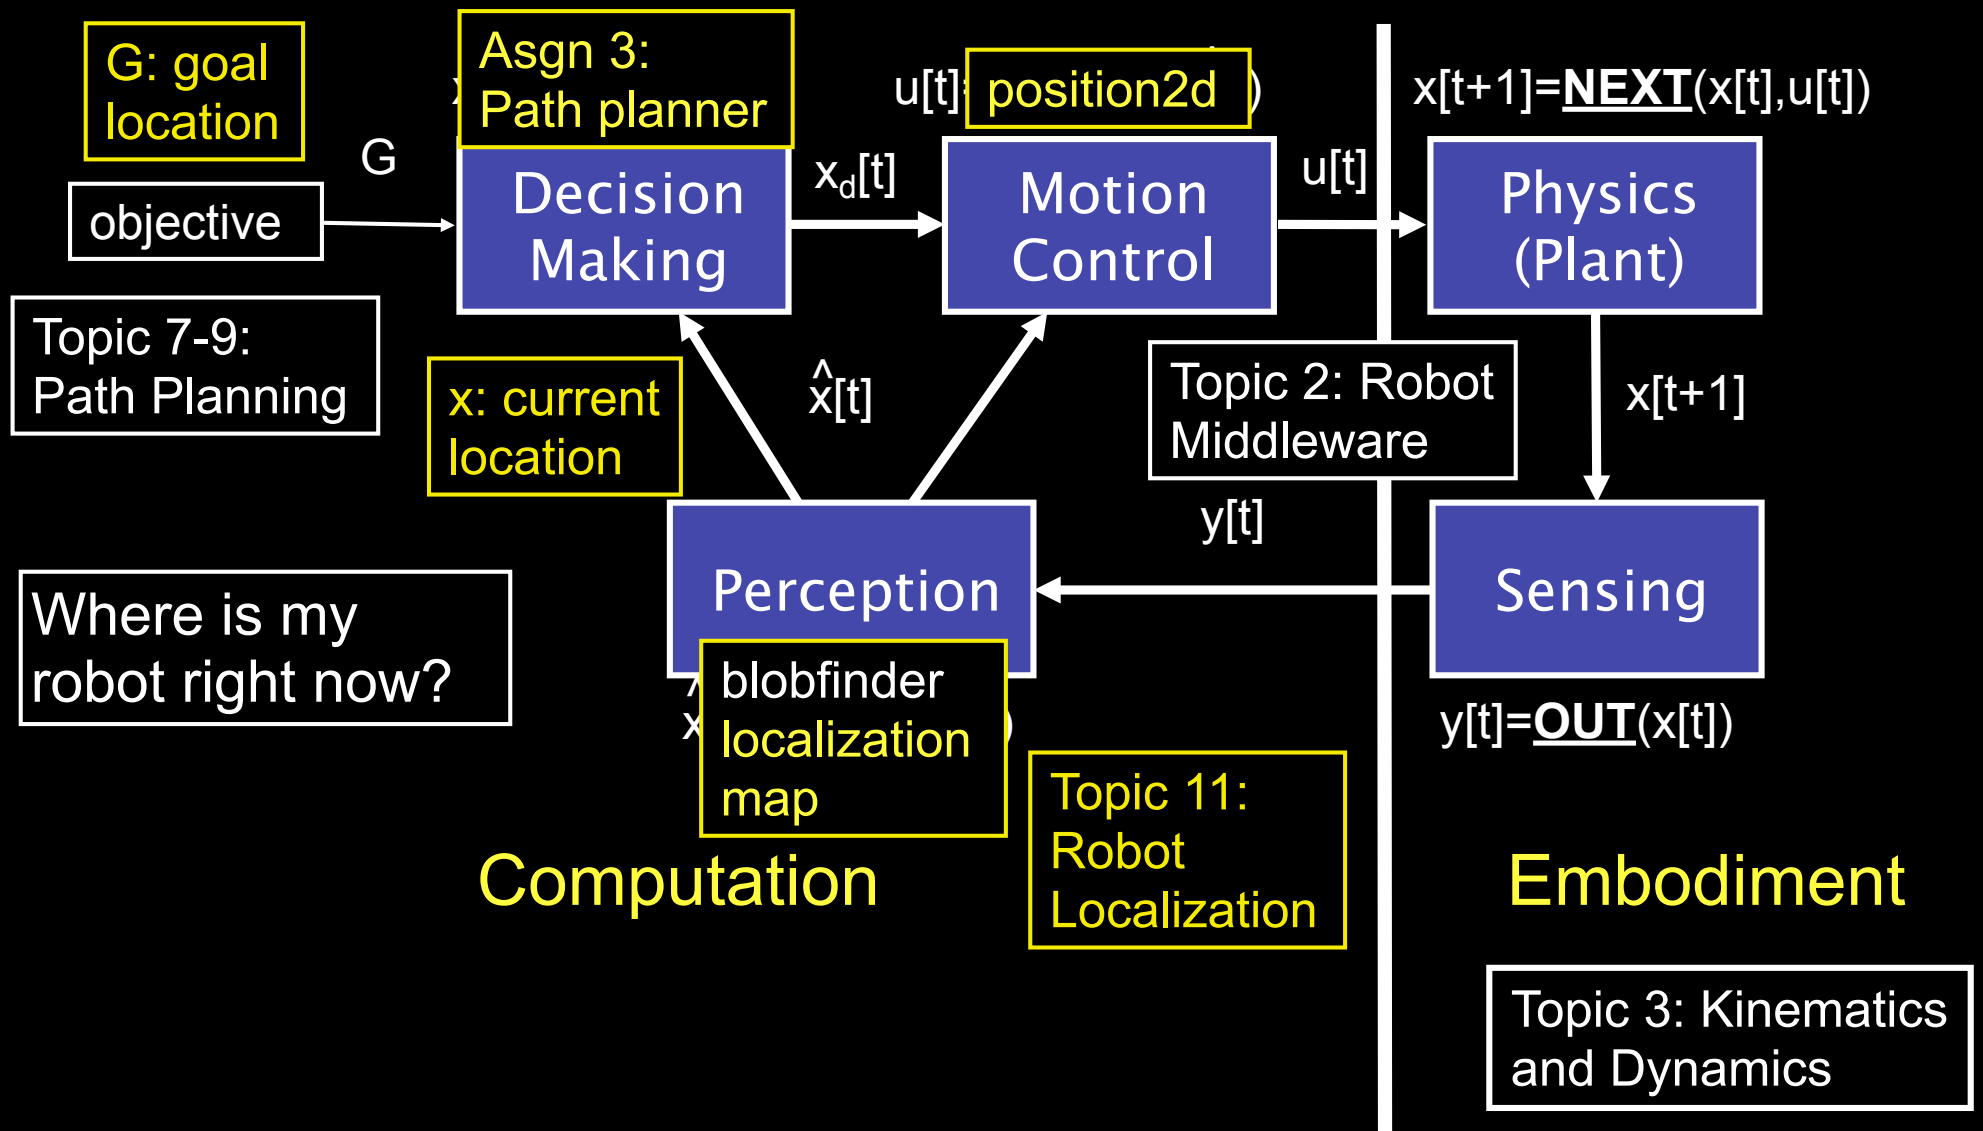 G: goal
location
Asgn 3:
Path planner
G
objective
Decision
Making
x_d[t]
u[t]
position2d
Motion
Control
u[t]
x[t+1]=NEXT(x[t],u[t])
Physics
(Plant)
Topic 7-9:
Path Planning
x: current
location
x̂[t]
Topic 2: Robot
Middleware
x[t+1]
y[t]
Where is my
robot right now?
Perception
blobfinder
localization
map
Sensing
y[t]=OUT(x[t])
Topic 11:
Robot
Localization
Computation
Embodiment
Topic 3: Kinematics
and Dynamics